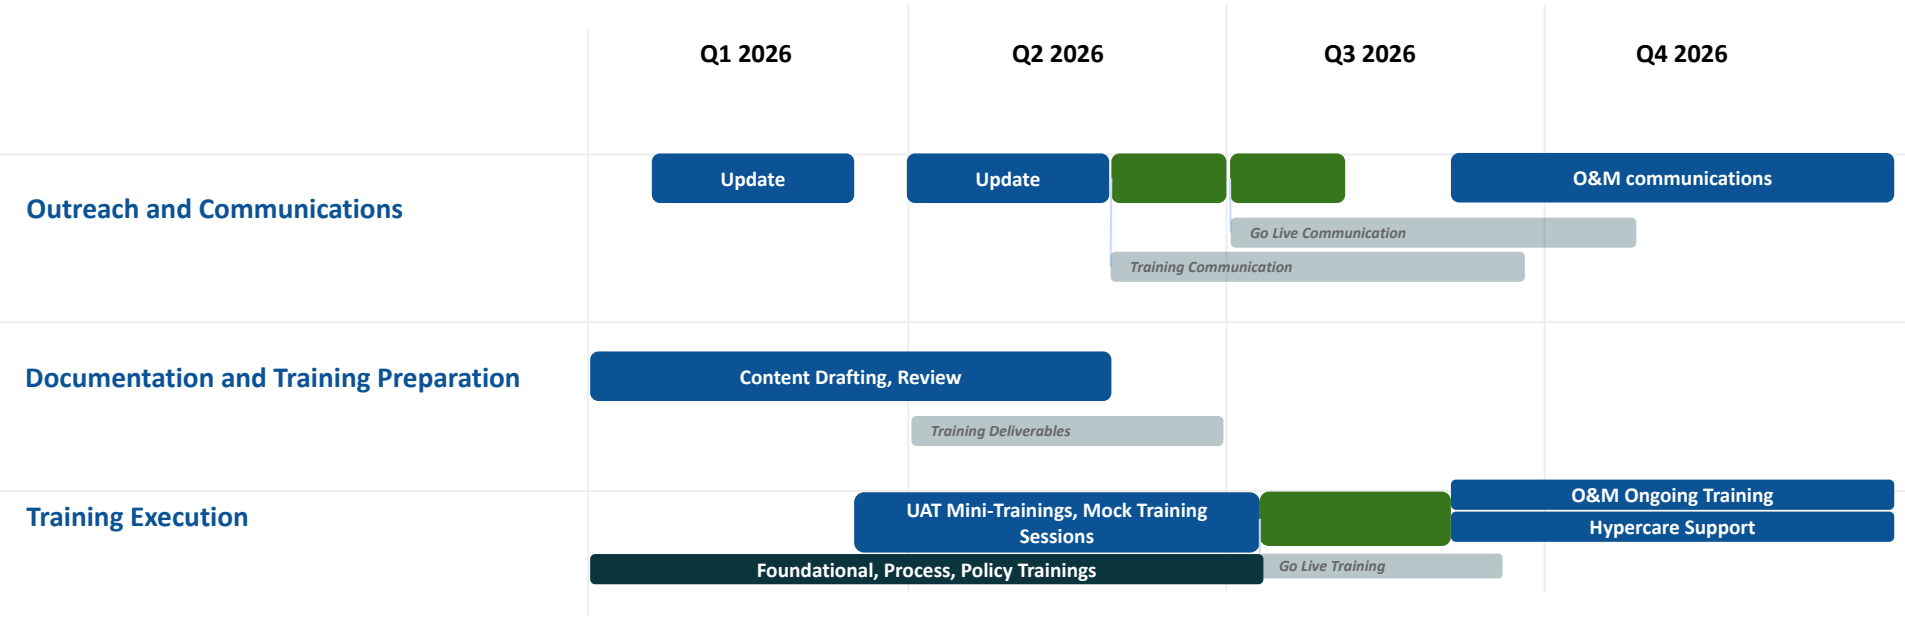 Q1 2026
Q2 2026
Q3 2026
Q4 2026
Outreach and Communications
Update
Update
O&M communications
Go Live Communication
Training Communication
Documentation and Training Preparation
Content Drafting, Review
Training Deliverables
Training Execution
UAT Mini-Trainings, Mock Training
Sessions
O&M Ongoing Training
Hypercare Support
Foundational, Process, Policy Trainings
Go Live Training